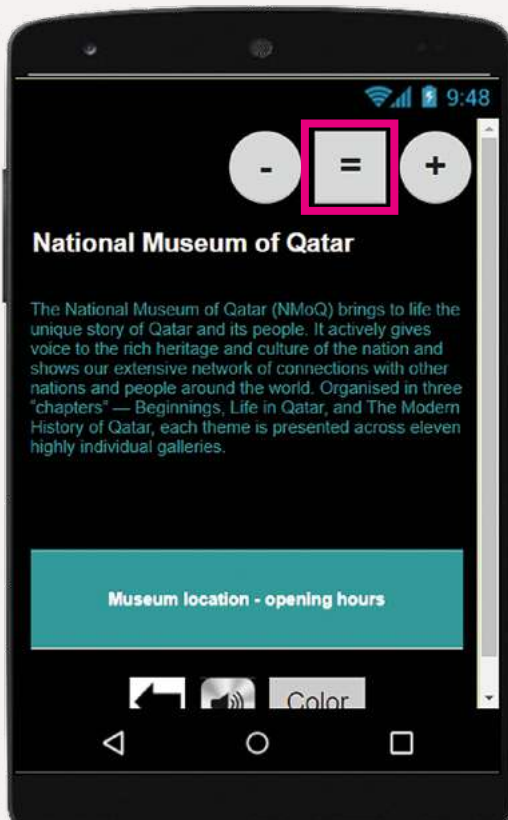 9:48
- = +
National Museum of Qatar
The National Museum of Qatar (NMoQ) brings to life the
unique story of Qatar and its people. It actively gives
voice to the rich heritage and culture of the nation and
shows our extensive network of connections with other
nations and people around the world. Organised in three
"chapters" — Beginnings, Life in Qatar, and The Modern
History of Qatar, each theme is presented across eleven
highly individual galleries.
Museum location - opening hours
Color